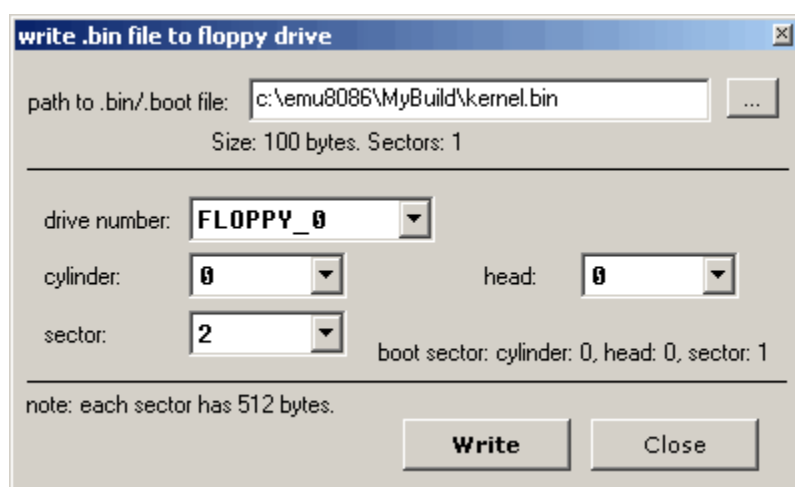 write .bin file to floppy drive
path to .bin/.boot file: c:\emu8086\MyBuild\kernel.bin ...
Size: 100 bytes. Sectors: 1
drive number: FLOPPY_0
cylinder: 0 head: 0
sector: 2
boot sector: cylinder: 0, head: 0, sector: 1
note: each sector has 512 bytes.
Write Close